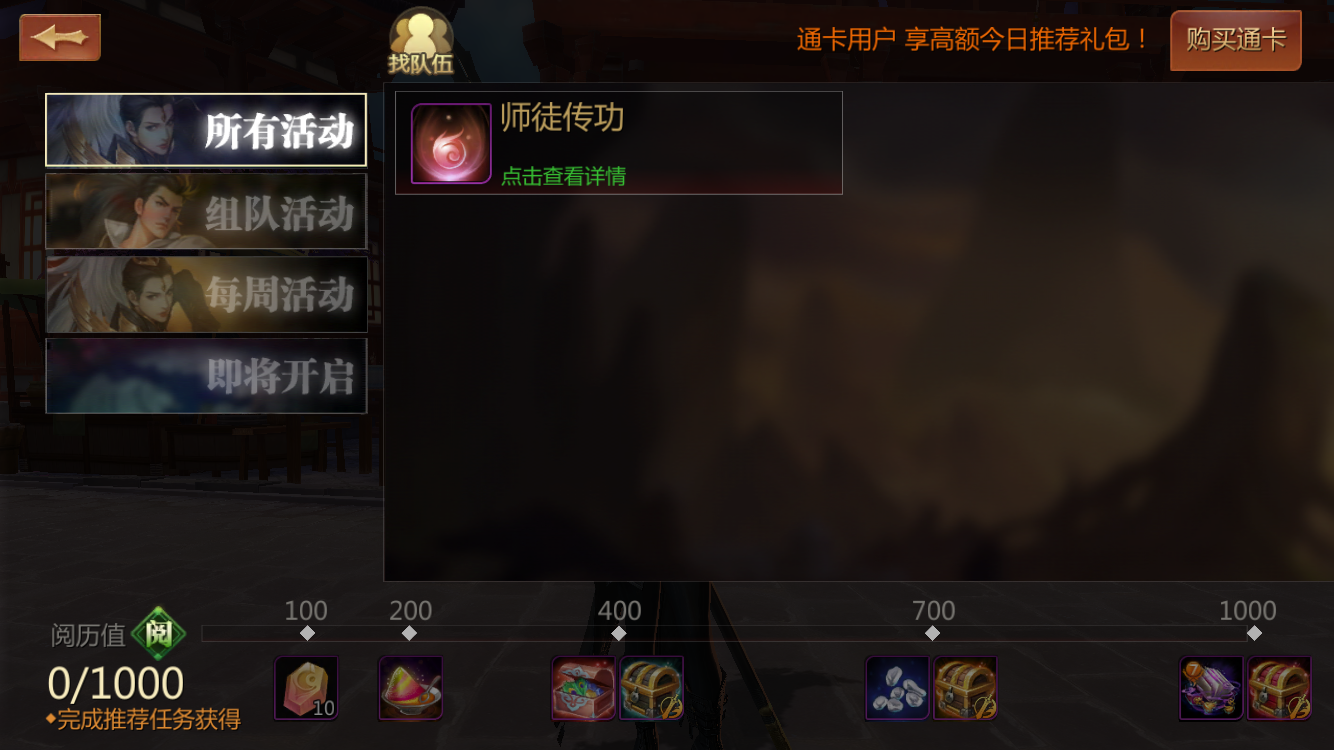 找队伍
通卡用户 享高额今日推荐礼包！
购买通卡
所有活动
组队活动
每周活动
即将开启
师徒传功
点击查看详情
阅历值
阅
0/1000
完成推荐任务获得
100
200
400
700
1000
10
7